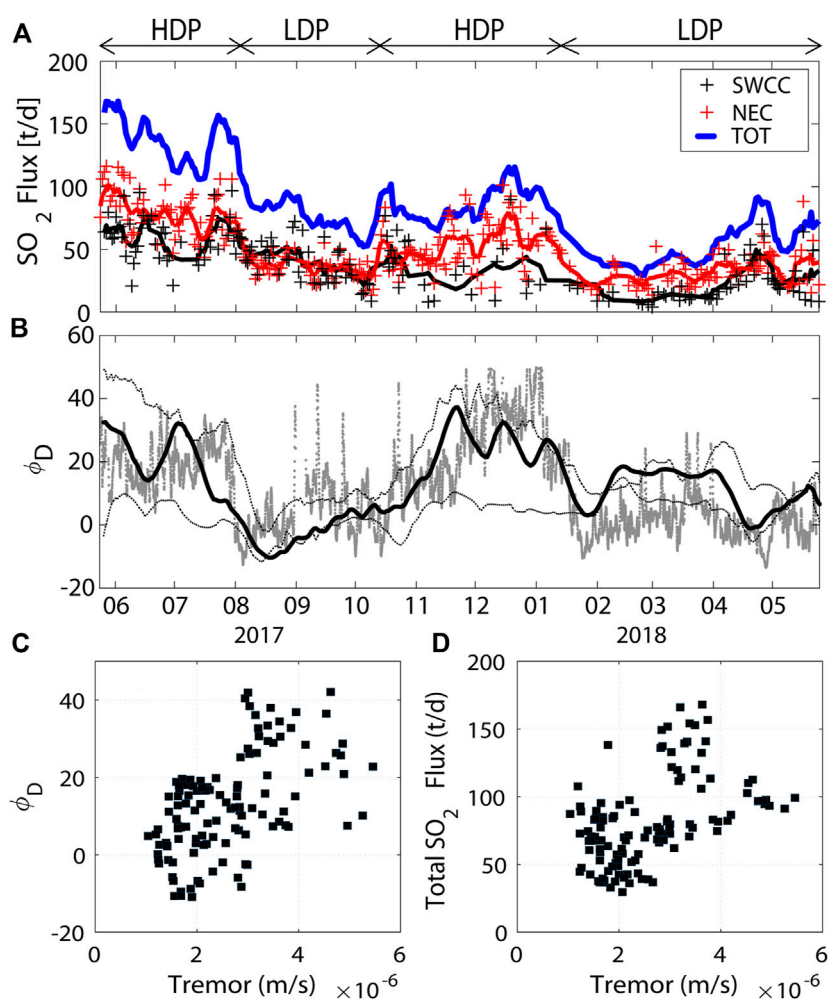 HDP LDP HDP LDP
A
200
150
100
50
0
SO2 Flux [t/d]
SWCC
NEC
TOT
B
60
40
20
0
-20
ϕD
06 07 08 09 10 11 12 01 02 03 04 05
2017 2018
C
40
20
0
-20
ϕD
0 2 4 6
Tremor (m/s) ×10-6
D
200
150
100
50
0
Total SO2 Flux (t/d)
0 2 4 6
Tremor (m/s) ×10-6